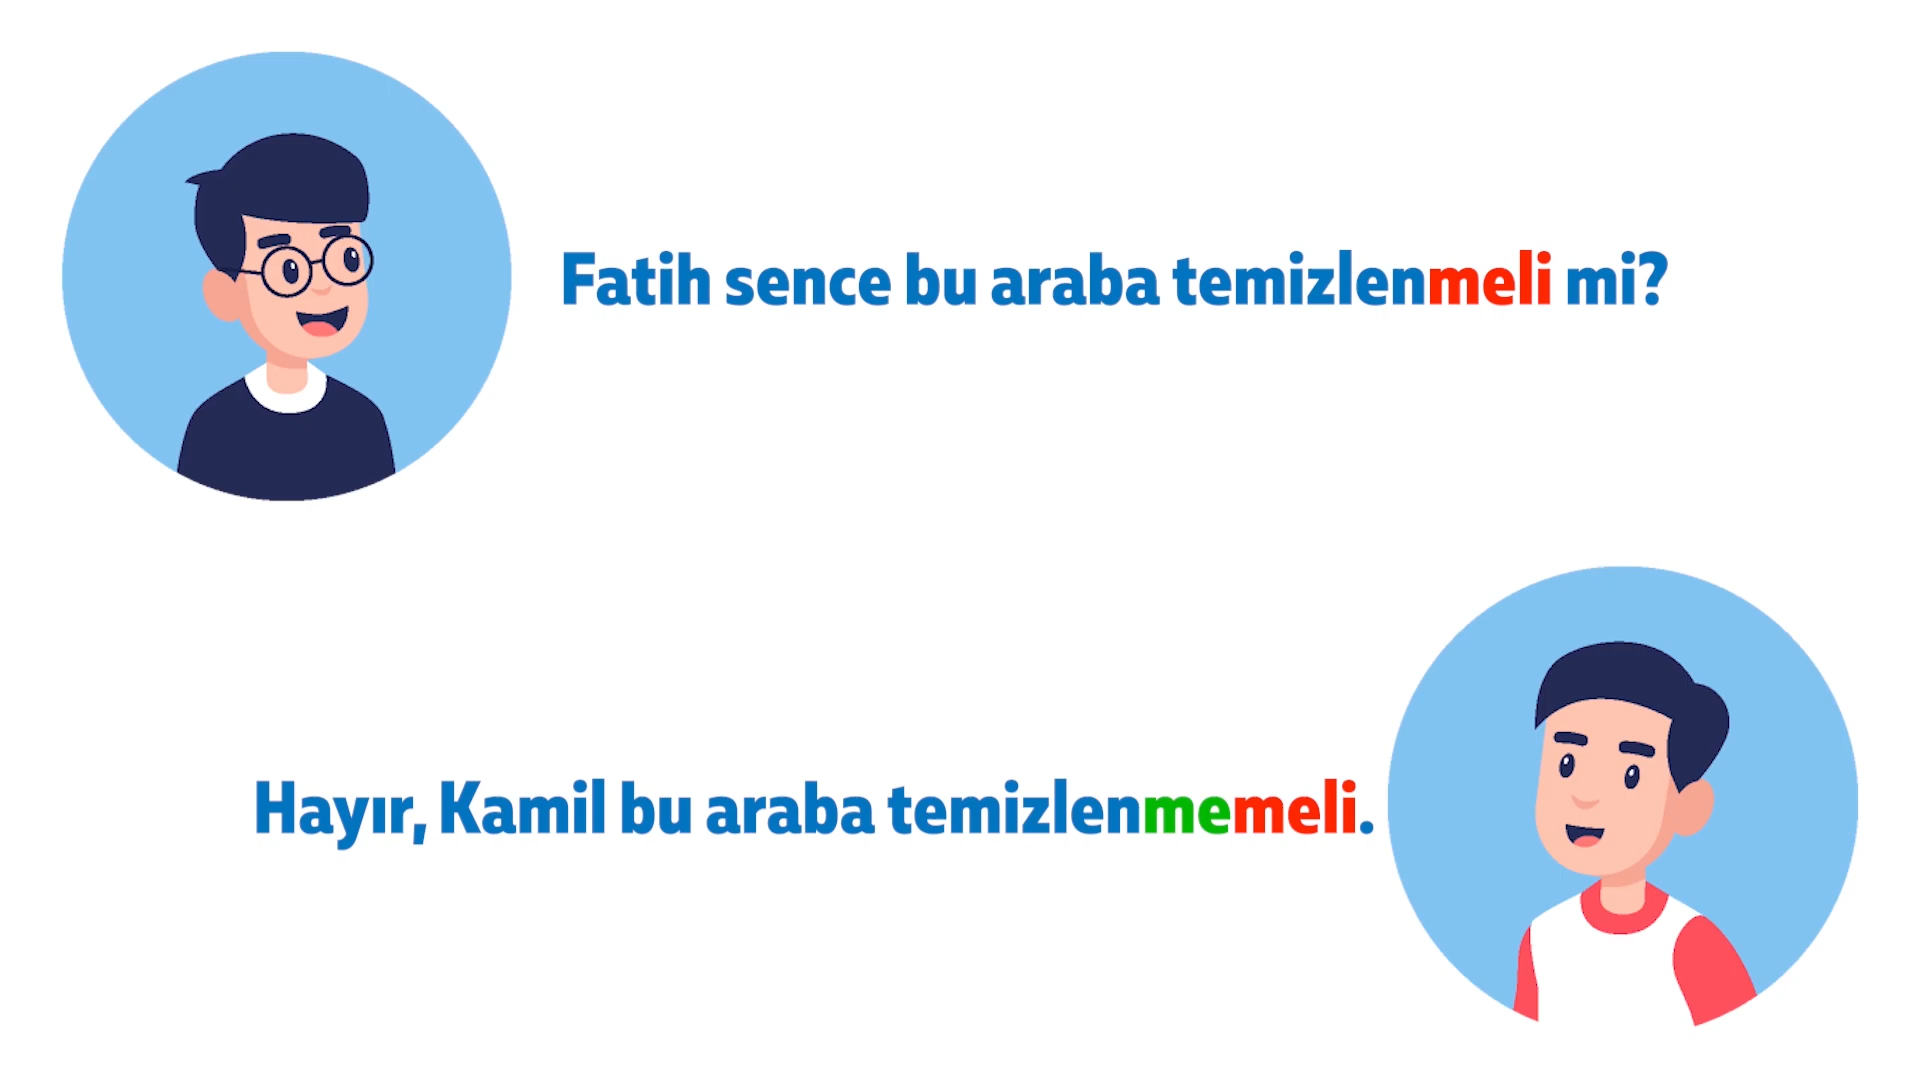 Fatih sence bu araba temizlenmeli mi?
Hayır, Kamil bu araba temizlenmemeli.